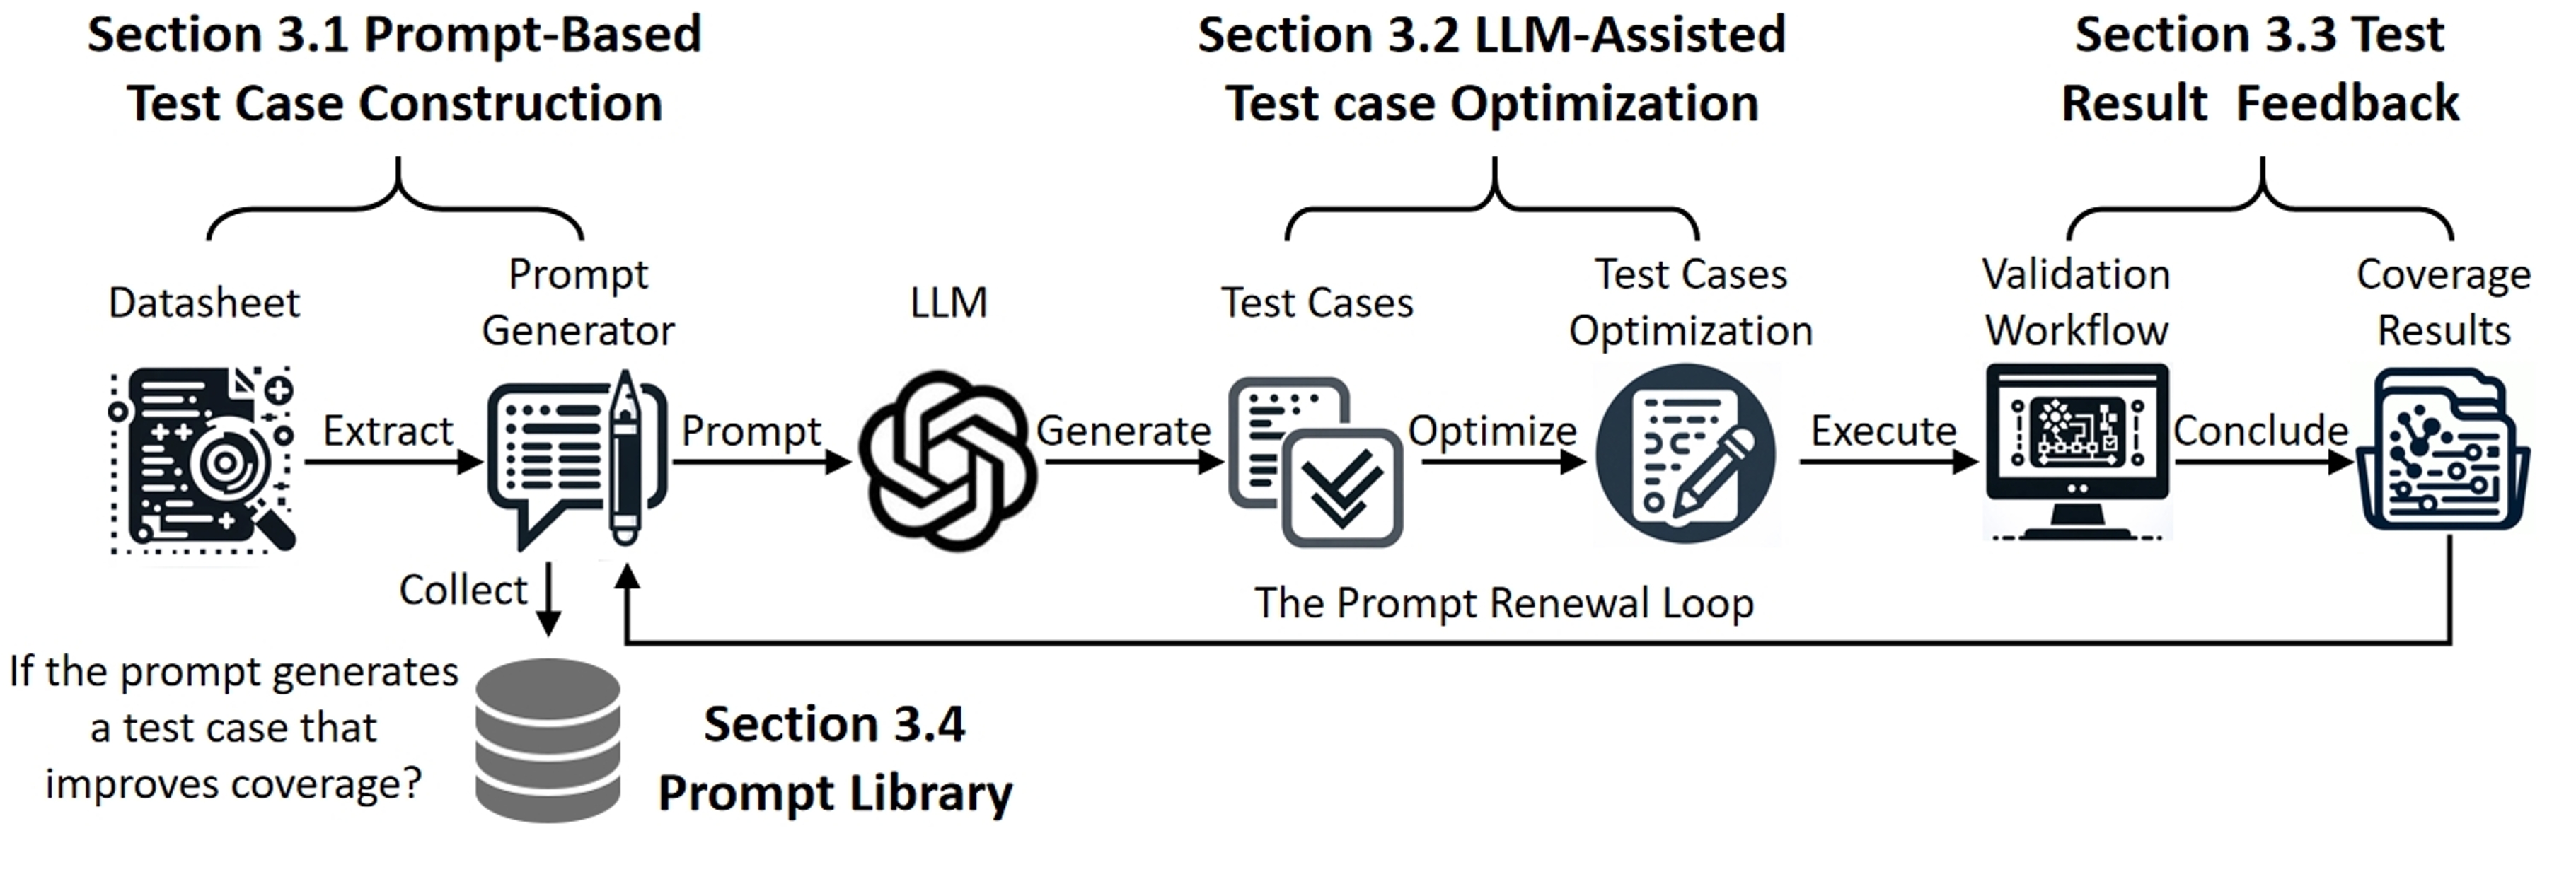 Section 3.1 Prompt-Based
Test Case Construction
Section 3.2 LLM-Assisted
Test case Optimization
Section 3.3 Test
Result Feedback
Datasheet
Prompt
Generator
LLM
Test Cases
Test Cases
Optimization
Validation
Workflow
Coverage
Results
Extract
Prompt
Generate
Optimize
Execute
Conclude
Collect
The Prompt Renewal Loop
If the prompt generates
a test case that
improves coverage?
Section 3.4
Prompt Library